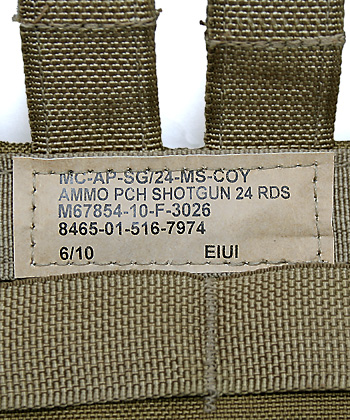 MC-AP-SG/24-MS-COY
AMMO PCH SHOTGUN 24 RDS
M67854-10-F-3026
8465-01-516-7974
6/10 EIUI